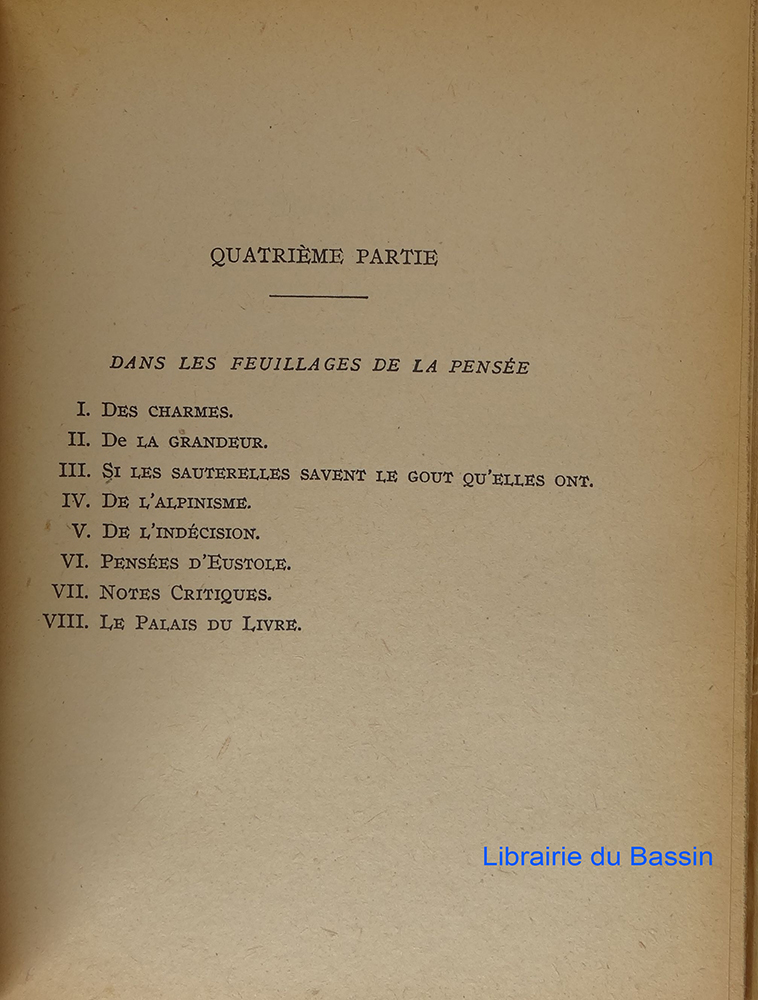 QUATRIÈME PARTIE
DANS LES FEUILLAGES DE LA PENSÉE
I. DES CHARMES.
II. De LA GRANDEUR.
III. SI LES SAUTERELLES SAVENT LE GOUT QU'ELLES ONT.
IV. DE L'ALPINISME.
V. DE L'INDÉCISION.
VI. PENSÉES D'EUSTOLE.
VII. NOTES CRITIQUES.
VIII. LE PALAIS DU LIVRE.
Librairie du Bassin